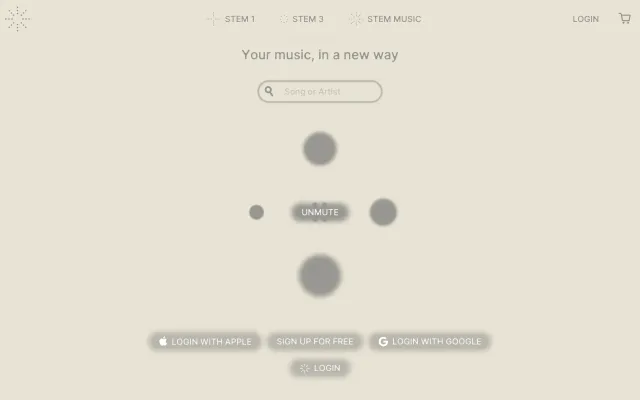 STEM 1 STEM 3 STEM MUSIC LOGIN
Your music, in a new way
Song or Artist
UNMUTE
LOGIN WITH APPLE SIGN UP FOR FREE LOGIN WITH GOOGLE
LOGIN